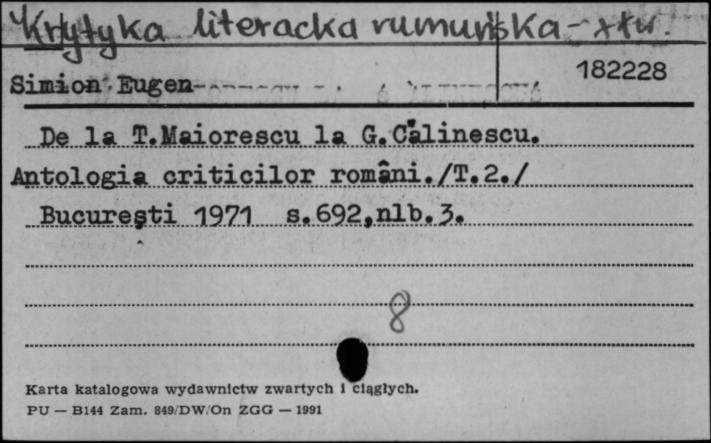 Krytyka literacka rumuńska - xtw.
182228
Simion Eugen
De la T.Maiorescu la G.Călinescu.
Antologia criticilor români./T.2./
București 1971 s.692,nlb.3.
8
Karta katalogowa wydawnictw zwartych i ciągłych.
PU — B144 Zam. 849/DW/On ZGG — 1991